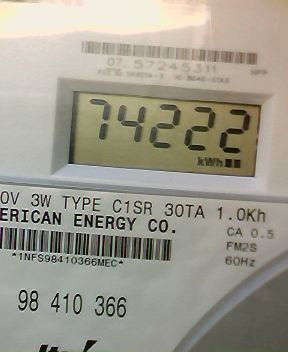 07. 57245311
74222
kWh
0V 3W TYPE C1SR 30TA 1.0Kh
ERICAN ENERGY CO.
CA 0.5
FM2S
*1NFS98410366MEC*
60Hz
98 410 366